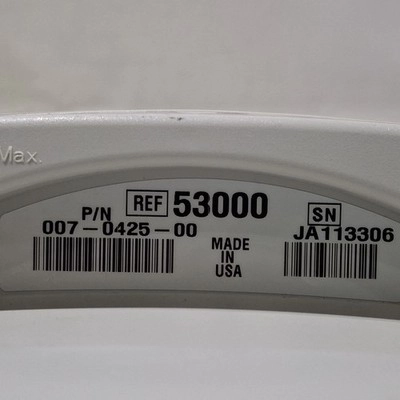 Max.
REF 53000
P/N
007-0425-00
MADE
IN
USA
SN
JA113306